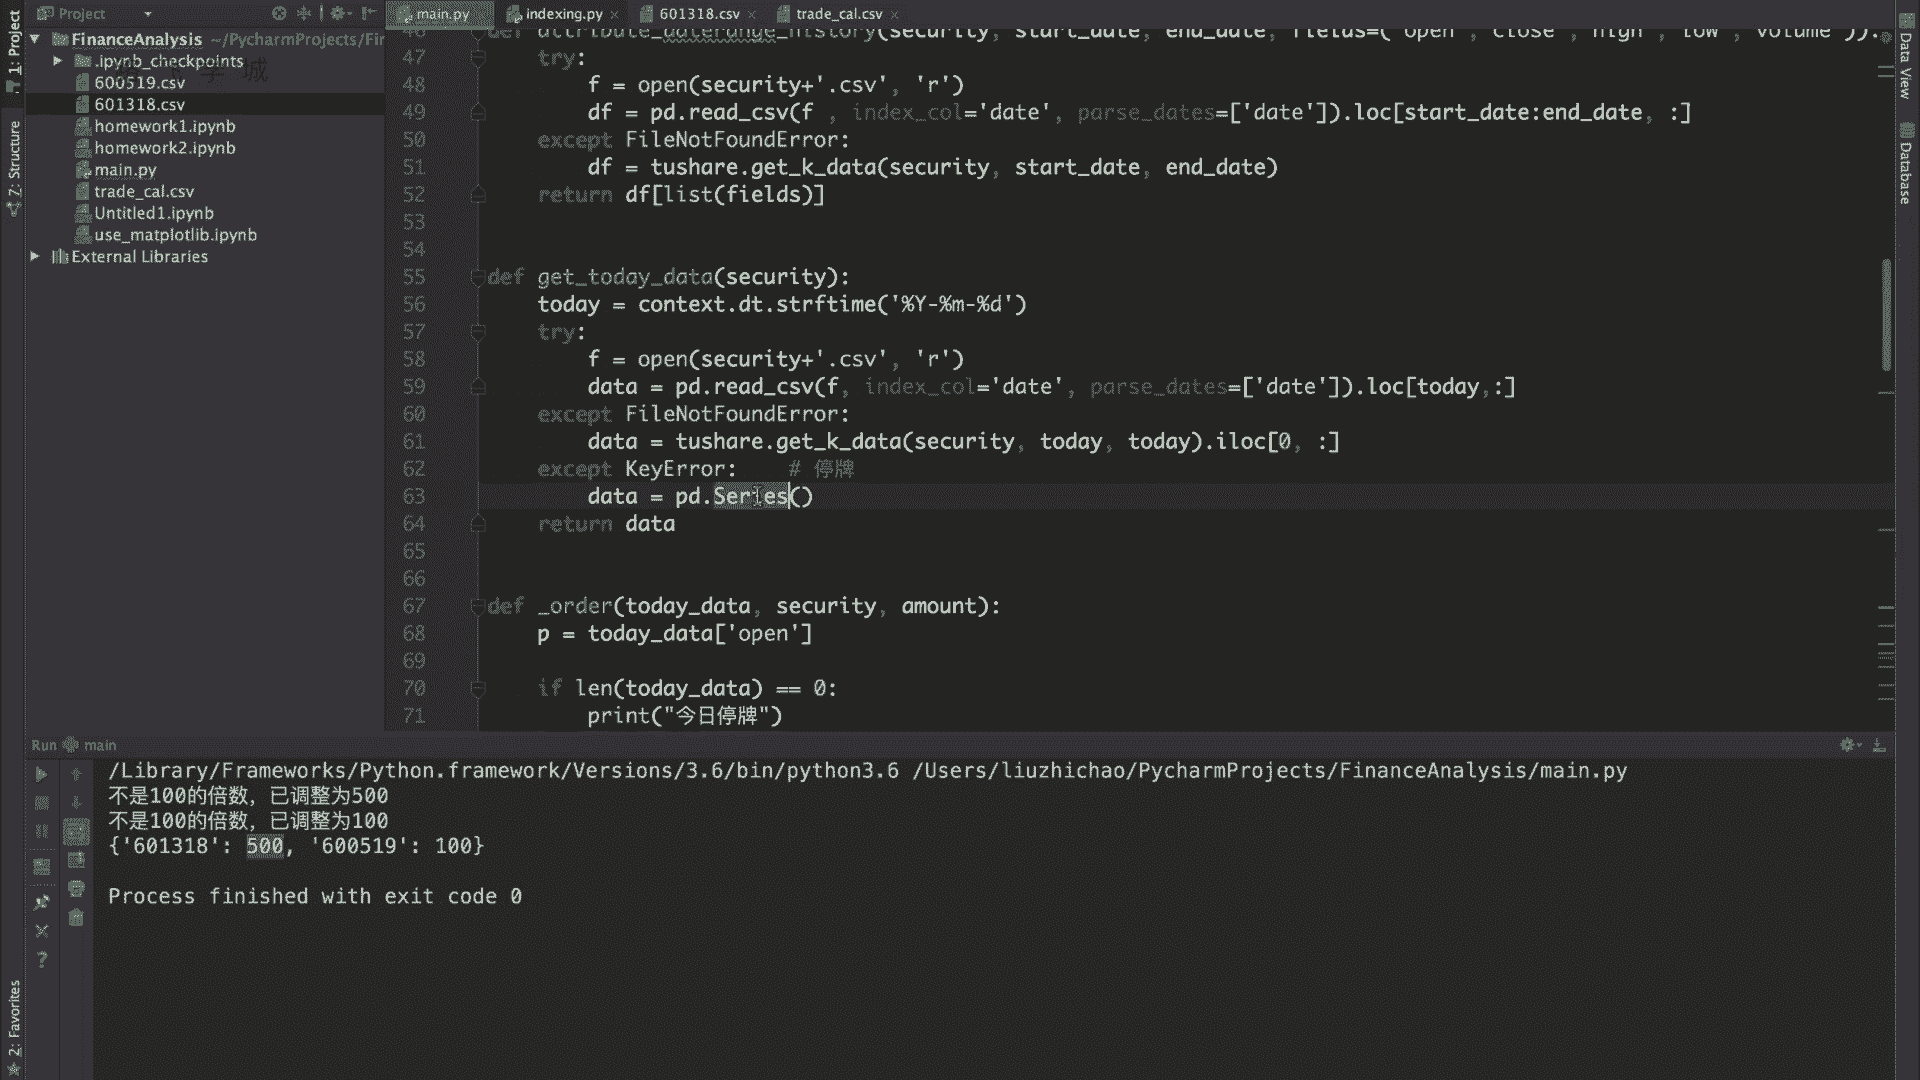 Project
main.py
indexing.py
601318.csv
trade_cal.csv
1: Project
FinanceAnalysis ~/PycharmProjects/Fir
.ipynb_checkpoints
600519.csv
601318.csv
homework1.ipynb
homework2.ipynb
main.py
trade_cal.csv
Untitled1.ipynb
use_matplotlib.ipynb
External Libraries
7: Structure
2: Favorites
Data View
Database
46 def attribute_daterange_history(security, start_date, end_date, fields=('open', 'close', 'high', 'low', 'volume')):
47 try:
48 f = open(security+'.csv', 'r')
49 df = pd.read_csv(f , index_col='date', parse_dates=['date']).loc[start_date:end_date, :]
50 except FileNotFoundError:
51 df = tushare.get_k_data(security, start_date, end_date)
52 return df[list(fields)]
53
54
55 def get_today_data(security):
56 today = context.dt.strftime('%Y-%m-%d')
57 try:
58 f = open(security+'.csv', 'r')
59 data = pd.read_csv(f, index_col='date', parse_dates=['date']).loc[today,:]
60 except FileNotFoundError:
61 data = tushare.get_k_data(security, today, today).iloc[0, :]
62 except KeyError: # 停牌
63 data = pd.Series()
64 return data
65
66
67 def _order(today_data, security, amount):
68 p = today_data['open']
69
70 if len(today_data) == 0:
71 print("今日停牌")
Run main
/Library/Frameworks/Python.framework/Versions/3.6/bin/python3.6 /Users/liuzhichao/PycharmProjects/FinanceAnalysis/main.py
不是100的倍数，已调整为500
不是100的倍数，已调整为100
{'601318': 500, '600519': 100}
Process finished with exit code 0